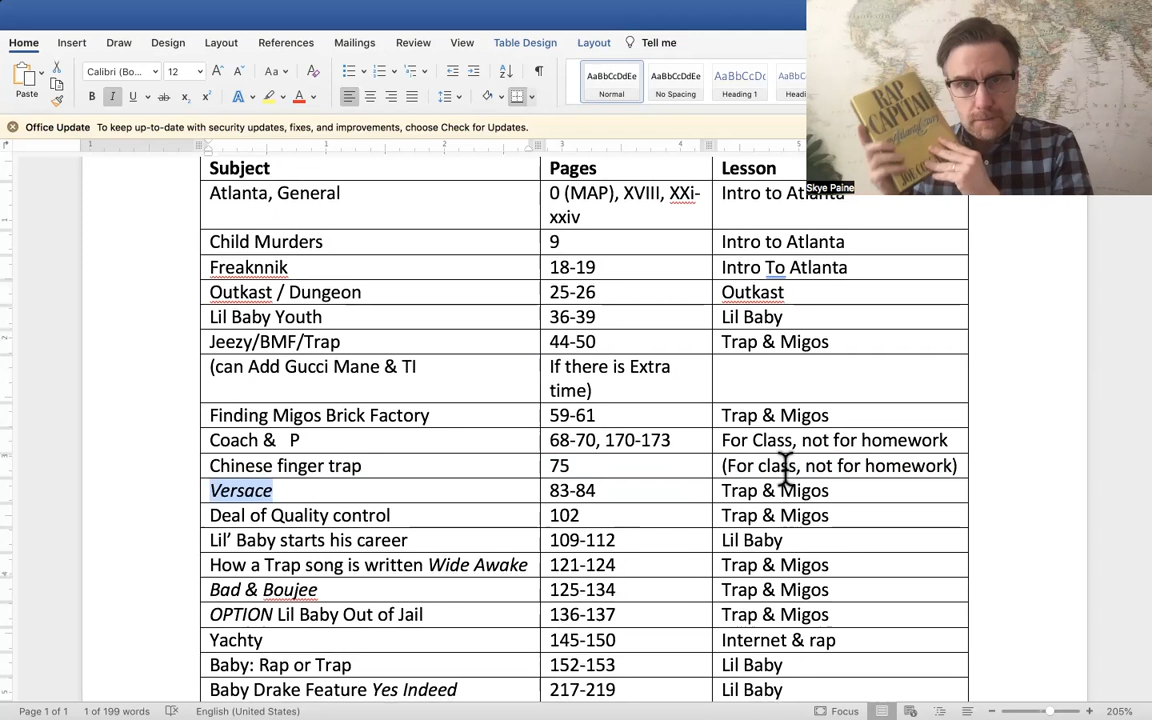 Home Insert Draw Design Layout References Mailings Review View Table Design Layout Tell me
Calibri (Bo... 12
Paste
AaBbCcDdEe AaBbCcDdEe AaBbCcDc
Normal No Spacing Heading 1
Office Update To keep up-to-date with security updates, fixes, and improvements, choose Check for Updates.
RAP
CAPITAL
Skye Paine
Subject Pages Lesson
Atlanta, General 0 (MAP), XVIII, XXi- Intro to Atlanta
xxiv
Child Murders 9 Intro to Atlanta
Freaknnik 18-19 Intro To Atlanta
Outkast / Dungeon 25-26 Outkast
Lil Baby Youth 36-39 Lil Baby
Jeezy/BMF/Trap 44-50 Trap & Migos
(can Add Gucci Mane & TI If there is Extra
time)
Finding Migos Brick Factory 59-61 Trap & Migos
Coach & P 68-70, 170-173 For Class, not for homework
Chinese finger trap 75 (For class, not for homework)
Versace 83-84 Trap & Migos
Deal of Quality control 102 Trap & Migos
Lil’ Baby starts his career 109-112 Lil Baby
How a Trap song is written Wide Awake 121-124 Trap & Migos
Bad & Boujee 125-134 Trap & Migos
OPTION Lil Baby Out of Jail 136-137 Trap & Migos
Yachty 145-150 Internet & rap
Baby: Rap or Trap 152-153 Lil Baby
Baby Drake Feature Yes Indeed 217-219 Lil Baby
Page 1 of 1 1 of 199 words English (United States) Focus 205%